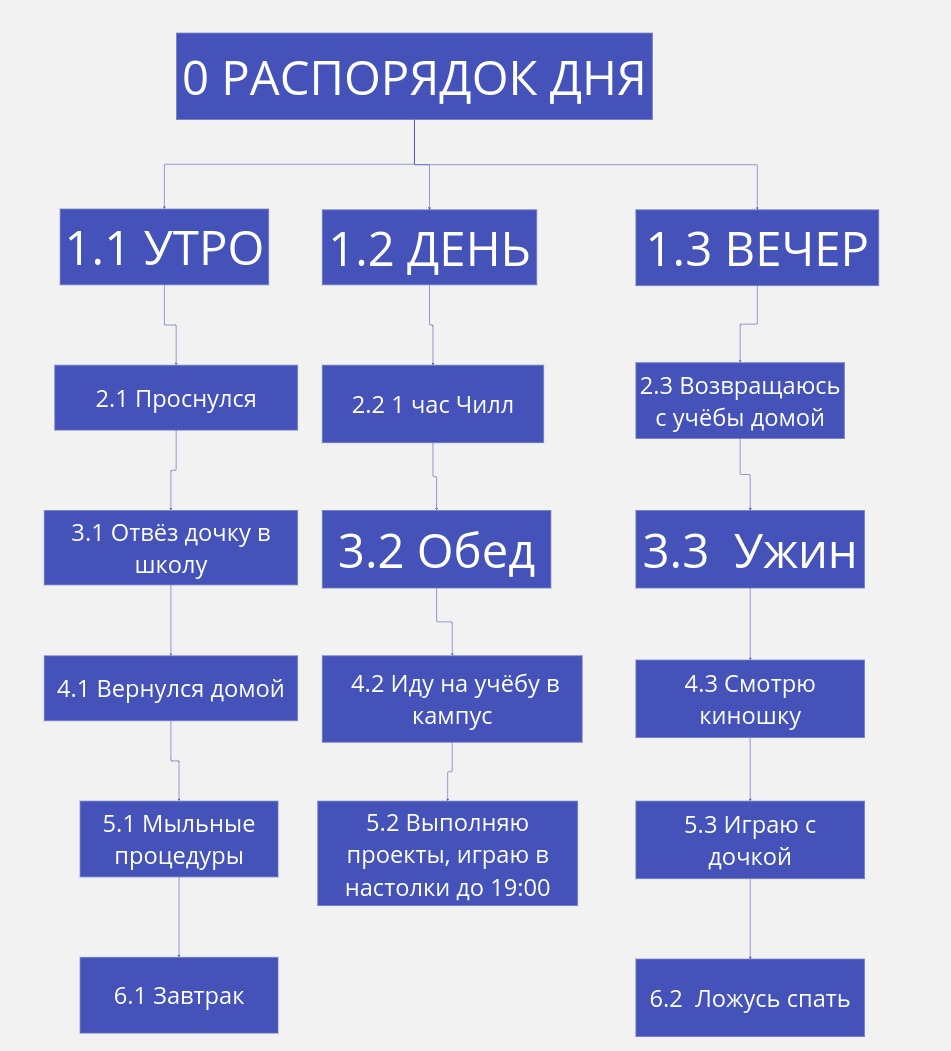 0 РАСПОРЯДОК ДНЯ
1.1 УТРО
1.2 ДЕНЬ
1.3 ВЕЧЕР
2.1 Проснулся
2.2 1 час Чилл
2.3 Возвращаюсь
с учёбы домой
3.1 Отвёз дочку в
школу
3.2 Обед
3.3 Ужин
4.1 Вернулся домой
4.2 Иду на учёбу в
кампус
4.3 Смотрю
киношку
5.1 Мыльные
процедуры
5.2 Выполняю
проекты, играю в
настолки до 19:00
5.3 Играю с
дочкой
6.1 Завтрак
6.2 Ложусь спать